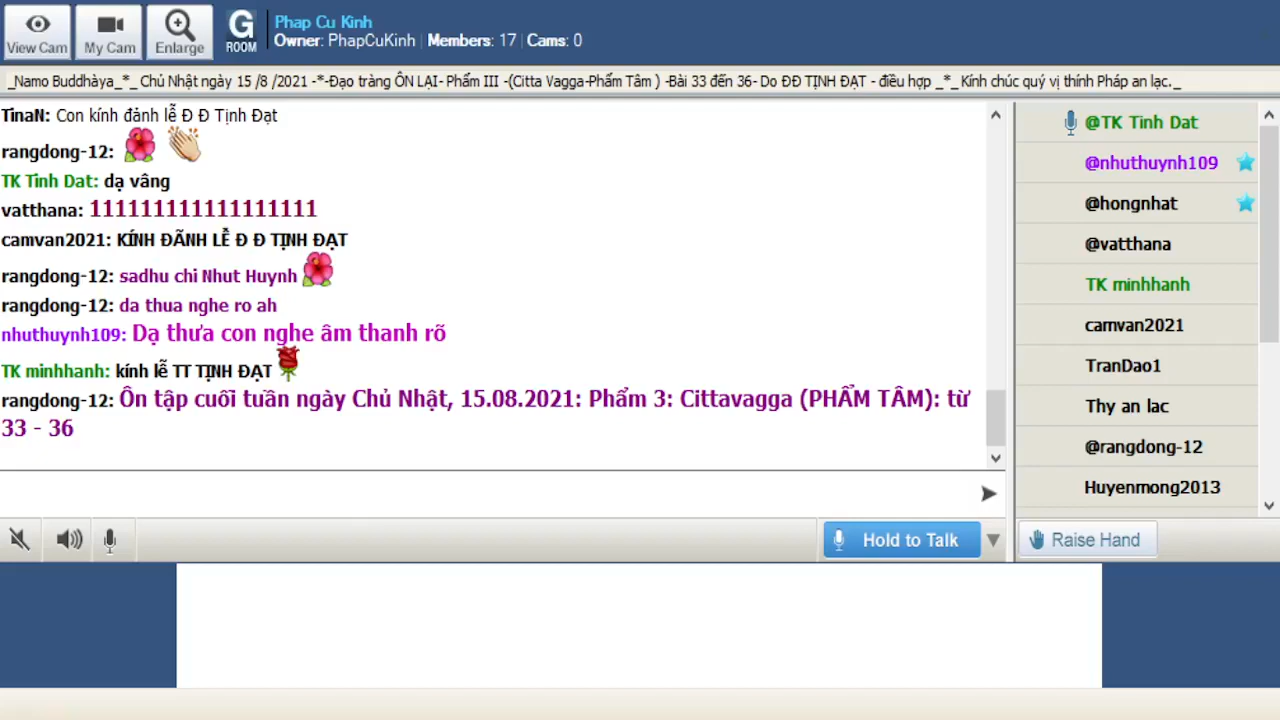 View Cam
My Cam
Enlarge
G
ROOM
Phap Cu Kinh
Owner: PhapCuKinh | Members: 17 | Cams: 0
_Namo Buddhàya_*_ Chủ Nhật ngày 15 /8 /2021 -*-Đạo tràng ÔN LẠI- Phẩm III -(Citta Vagga-Phẩm Tâm ) -Bài 33 đến 36- Do ĐĐ TỊNH ĐẠT - điều hợp _*_Kính chúc quý vị thính Pháp an lạc._
TinaN: Con kính đảnh lễ Đ Đ Tịnh Đạt
rangdong-12:
TK Tinh Dat: dạ vâng
vatthana: 111111111111111111
camvan2021: KÍNH ĐÃNH LỄ Đ Đ TỊNH ĐẠT
rangdong-12: sadhu chi Nhut Huynh
rangdong-12: da thua nghe ro ah
nhuthuynh109: Dạ thưa con nghe âm thanh rõ
TK minhhanh: kính lễ TT TỊNH ĐẠT
rangdong-12: Ôn tập cuối tuần ngày Chủ Nhật, 15.08.2021: Phẩm 3: Cittavagga (PHẨM TÂM): từ
33 - 36
@TK Tinh Dat
@nhuthuynh109
@hongnhat
@vatthana
TK minhhanh
camvan2021
TranDao1
Thy an lac
@rangdong-12
Huyenmong2013
Hold to Talk
Raise Hand